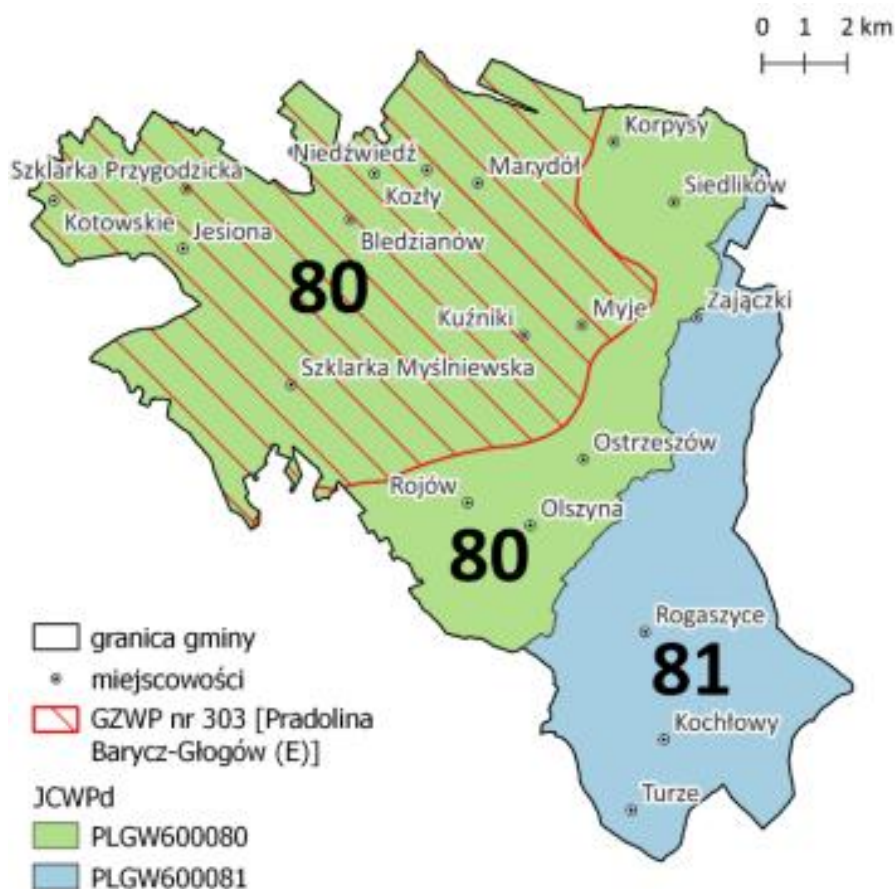 0 1 2 km
Korpysy
Niedźwiedź
Marydół
Szklarka Przygodzicka
Kozły
Siedlików
Kotowskie
Jesiona
Bledzianów
80
Zajączki
Myje
Kuźniki
Szklarka Myślniewska
Ostrzeszów
Rojów
Olszyna
80
Rogaszyce
81
Kochłowy
Turze
granica gminy
miejscowości
GZWP nr 303 [Pradolina
Barycz-Głogów (E)]
JCWPd
PLGW600080
PLGW600081